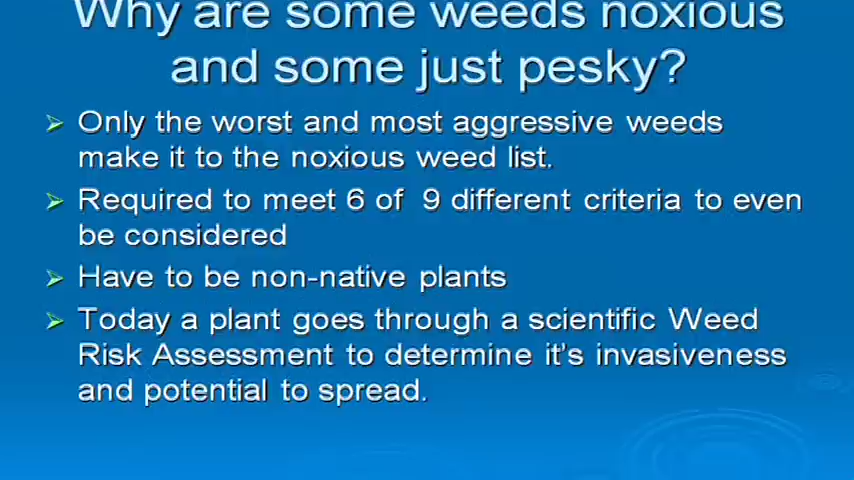 Why are some weeds noxious
and some just pesky?
➢ Only the worst and most aggressive weeds
make it to the noxious weed list.
➢ Required to meet 6 of 9 different criteria to even
be considered
➢ Have to be non-native plants
➢ Today a plant goes through a scientific Weed
Risk Assessment to determine it's invasiveness
and potential to spread.